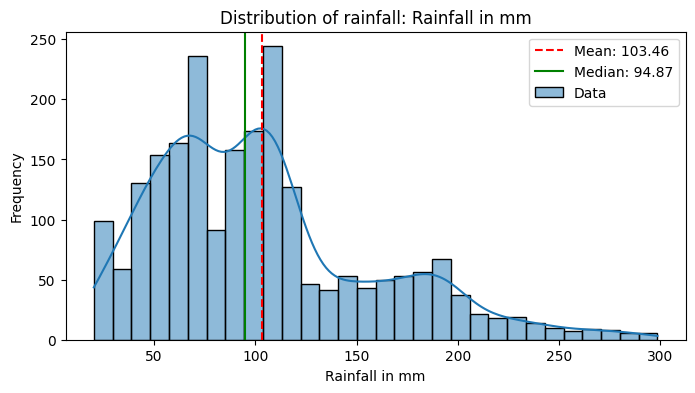 Distribution of rainfall: Rainfall in mm
250
200
150
100
50
0
Frequency
Mean: 103.46
Median: 94.87
Data
50 100 150 200 250 300
Rainfall in mm